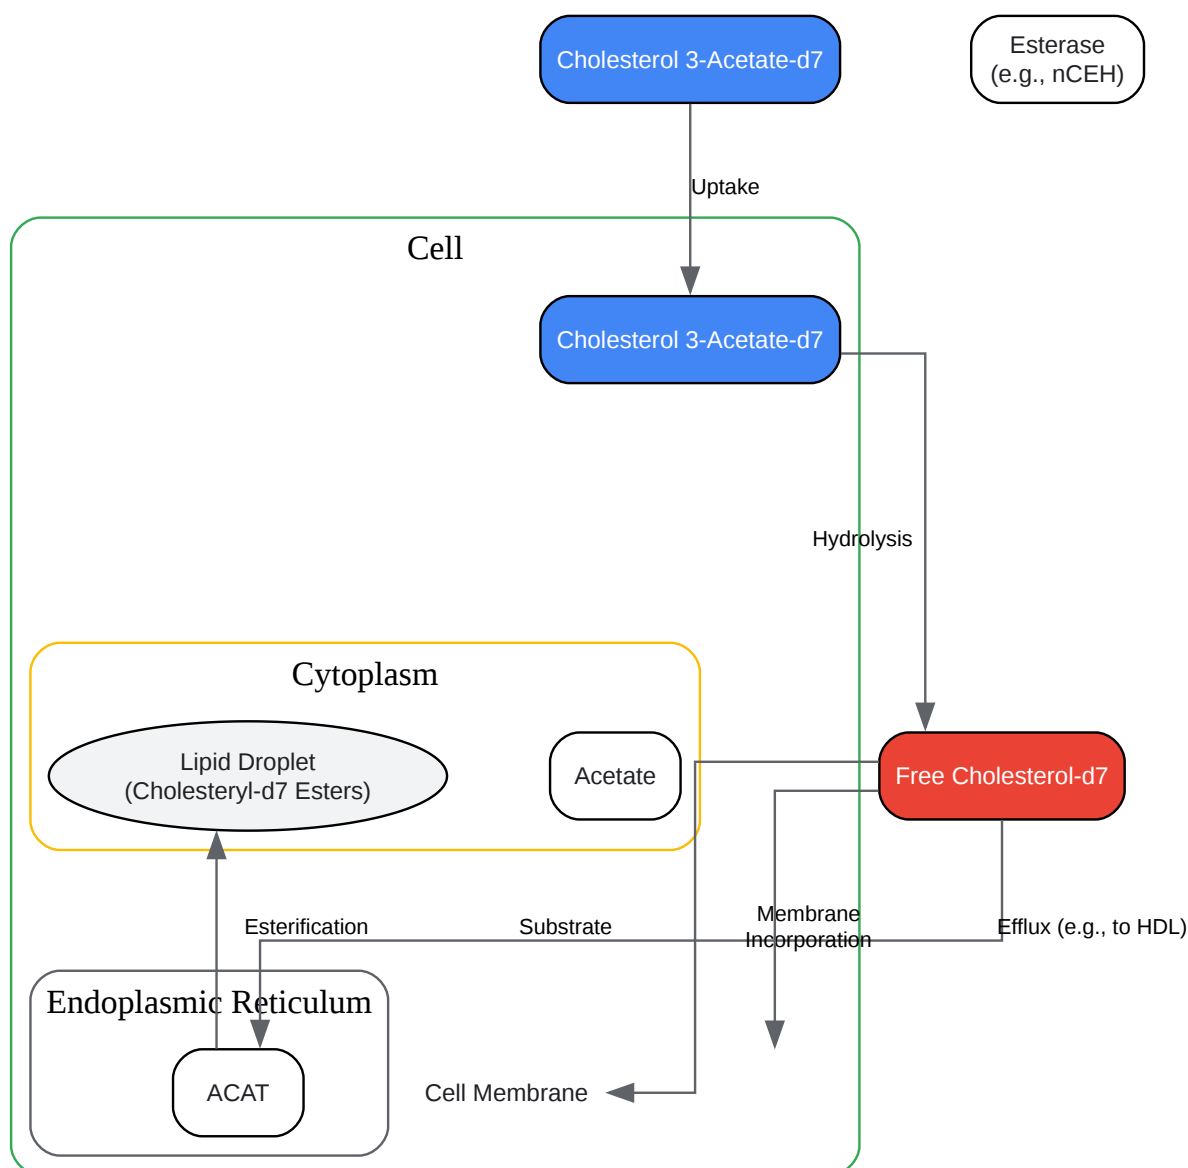 Cholesterol 3-Acetate-d7
Esterase
(e.g., nCEH)
Uptake
Cell
Cholesterol 3-Acetate-d7
Hydrolysis
Cytoplasm
Lipid Droplet
(Cholesteryl-d7 Esters)
Acetate
Free Cholesterol-d7
Esterification
Substrate
Membrane
Incorporation
Efflux (e.g., to HDL)
Endoplasmic Reticulum
ACAT
Cell Membrane